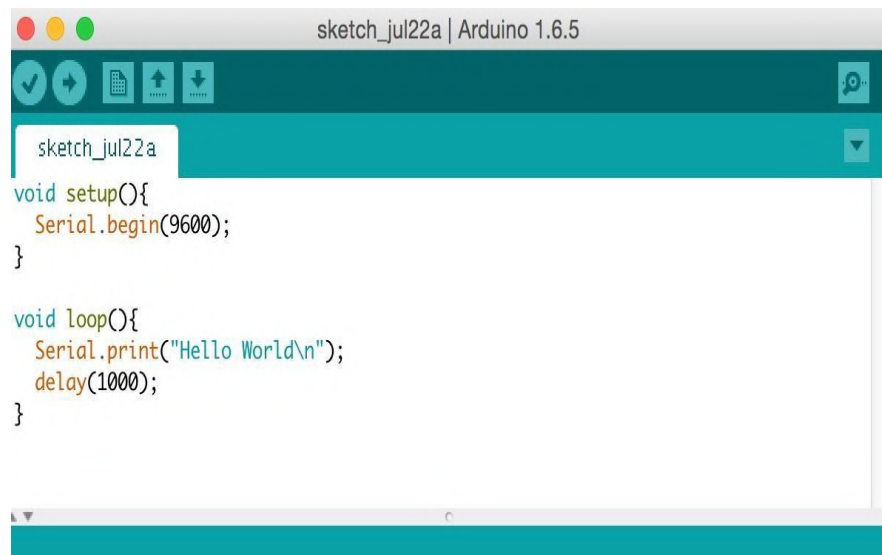 sketch_jul22a | Arduino 1.6.5
sketch_jul22a
void setup(){
  Serial.begin(9600);
}

void loop(){
  Serial.print("Hello World\n");
  delay(1000);
}